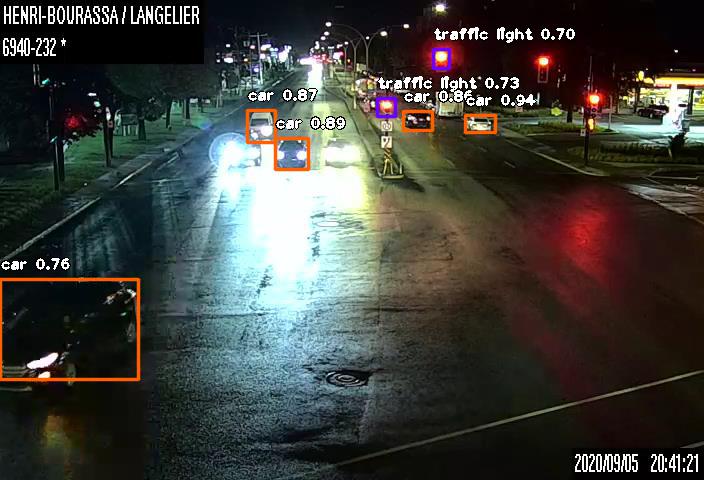 HENRI-BOURASSA / LANGELIER
6940-232 *
traffic light 0.70
traffic light 0.73
car 0.87
car 0.86
car 0.94
car 0.89
car 0.76
2020/09/05 20:41:21